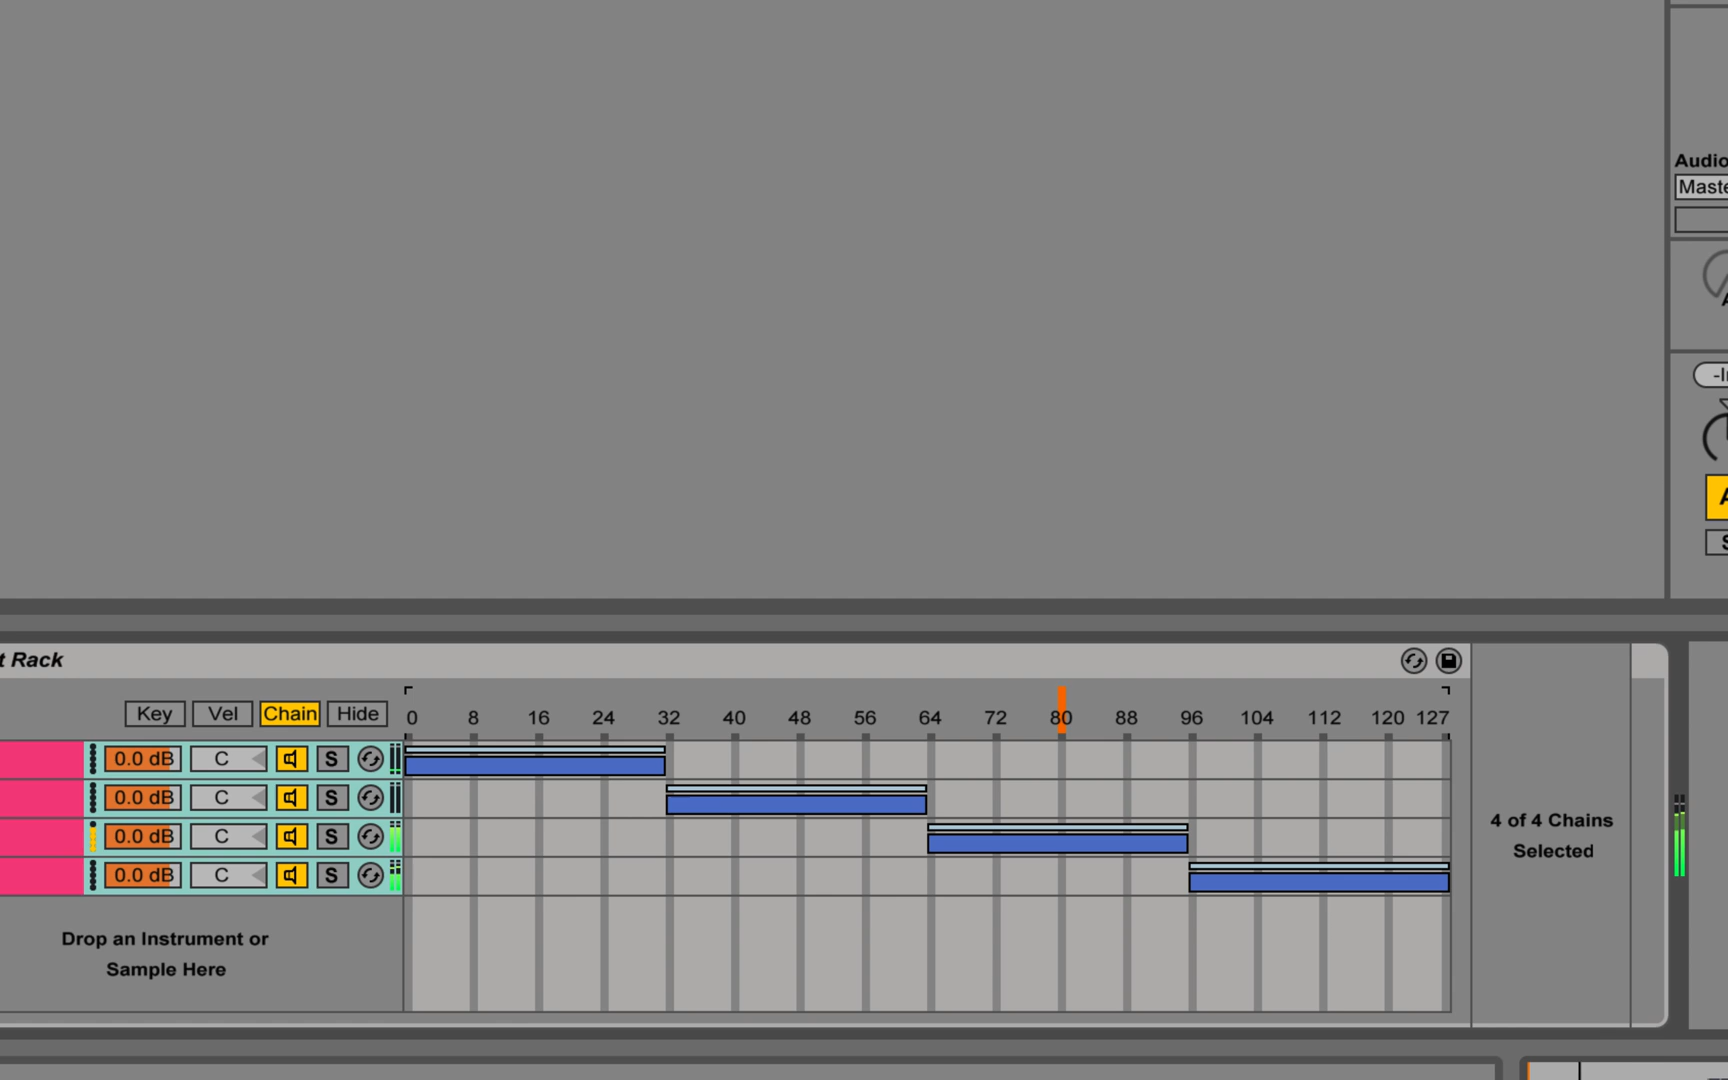 Audio
Maste
-I
A
S
t Rack
Key Vel Chain Hide 0 8 16 24 32 40 48 56 64 72 80 88 96 104 112 120 127
0.0 dB C S
0.0 dB C S
0.0 dB C S
0.0 dB C S
4 of 4 Chains
Selected
Drop an Instrument or
Sample Here